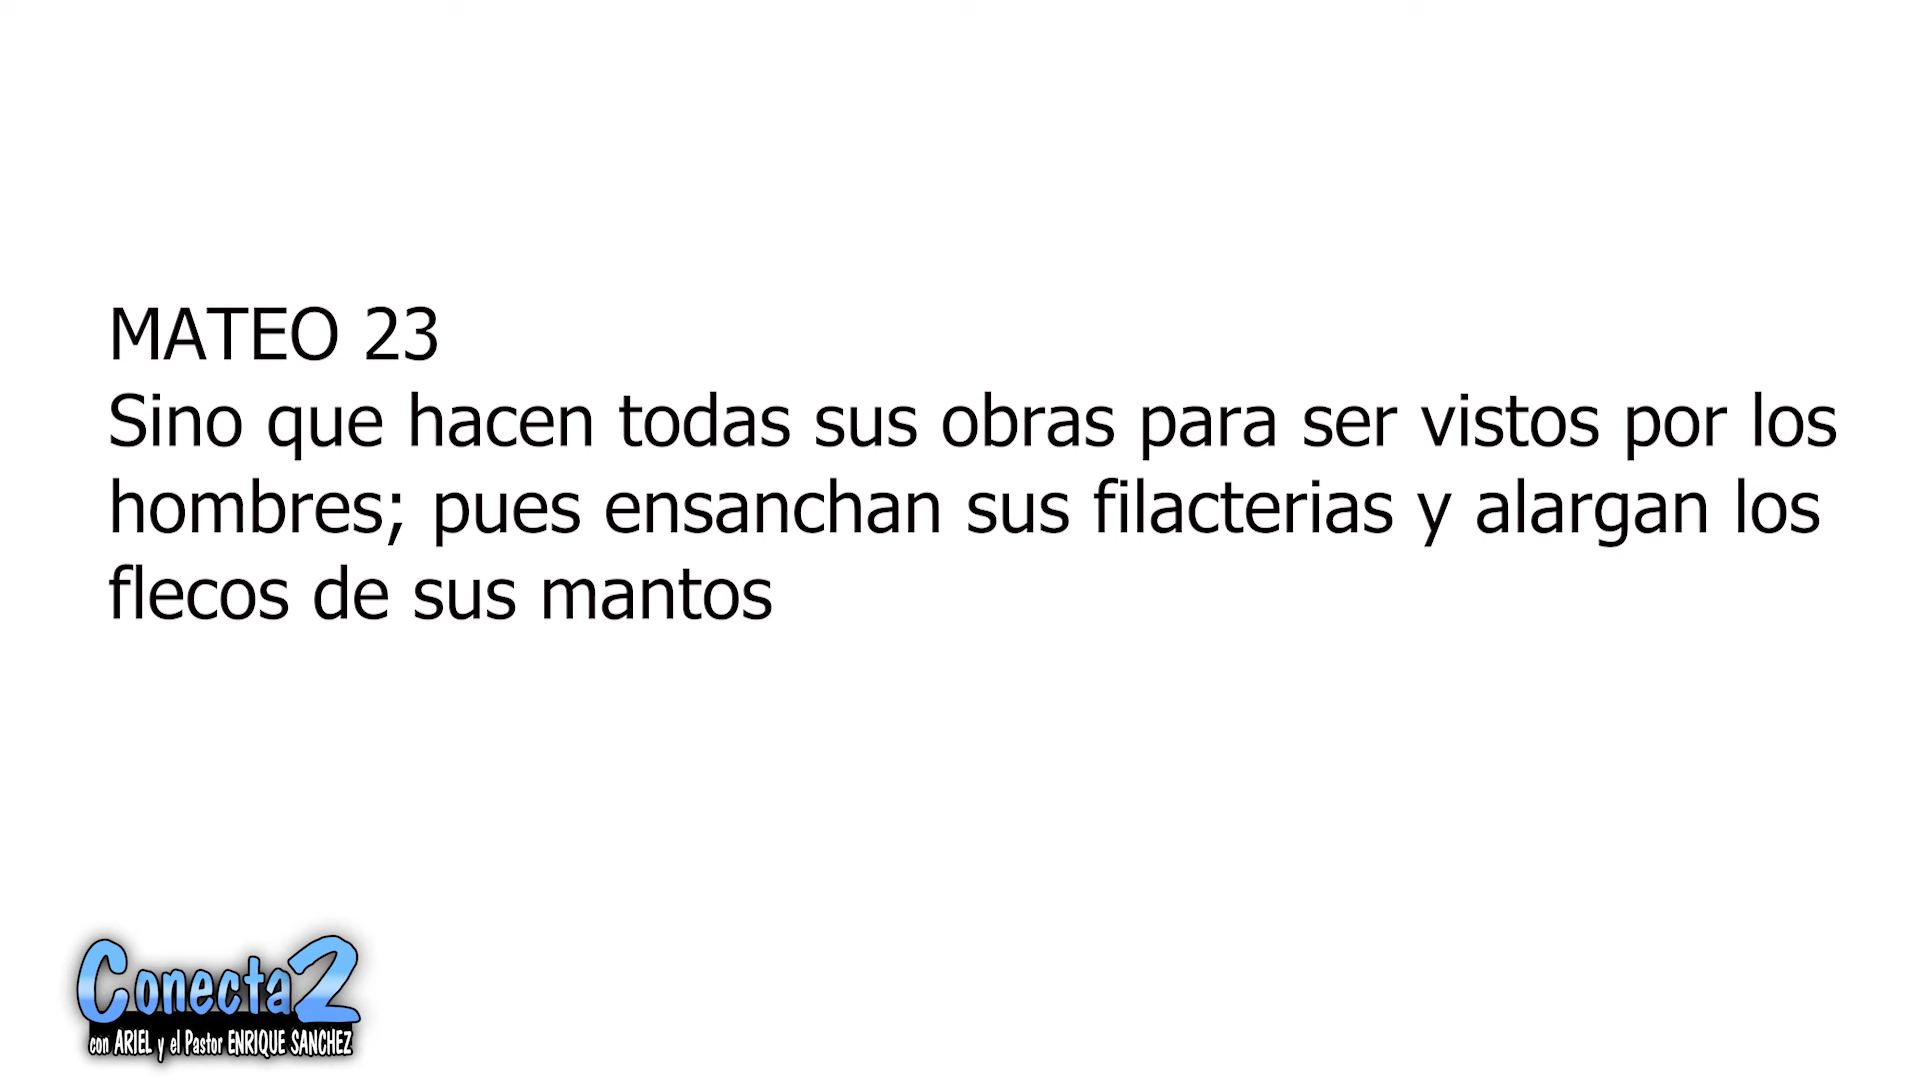 MATEO 23
Sino que hacen todas sus obras para ser vistos por los
hombres; pues ensanchan sus filacterias y alargan los
flecos de sus mantos
Conecta2
con ARIEL y el Pastor ENRIQUE SANCHEZ